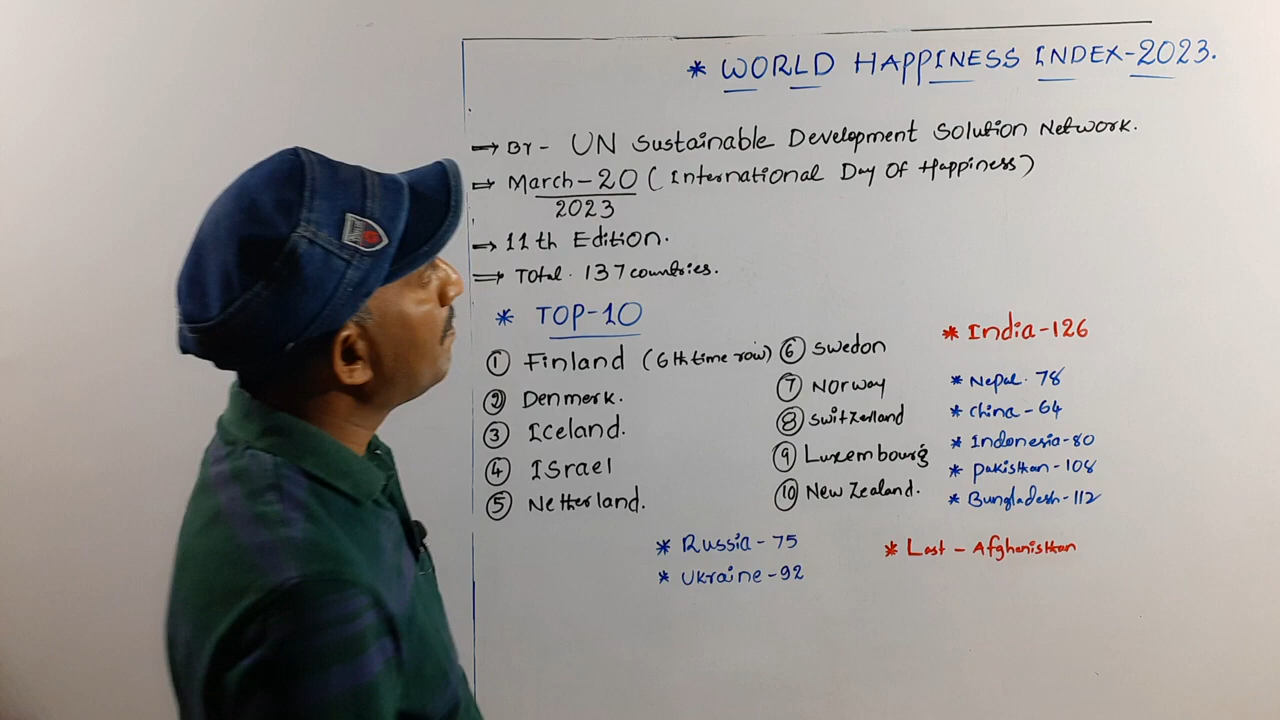 * WORLD HAPPINESS INDEX-2023.
→ BY - UN Sustainable Development Solution Network.
⇒ March-20 (International Day Of Happiness)
2023
→ 11th Edition.
⇒ Total. 137 countries.
* TOP-10
① Finland (6th time row)
② Denmerk.
③ Iceland.
④ ISrael
⑤ Netherland.
⑥ Swedon
⑦ Norway
⑧ Switzerland
⑨ Luxembourg
⑩ New Zealand.
* India-126
* Nepal. 78
* China-64
* Indonesia-80
* Pakisthan-108
* Bungladesh-112
* Russia-75
* Ukraine-92
* Last - Afghenisthan